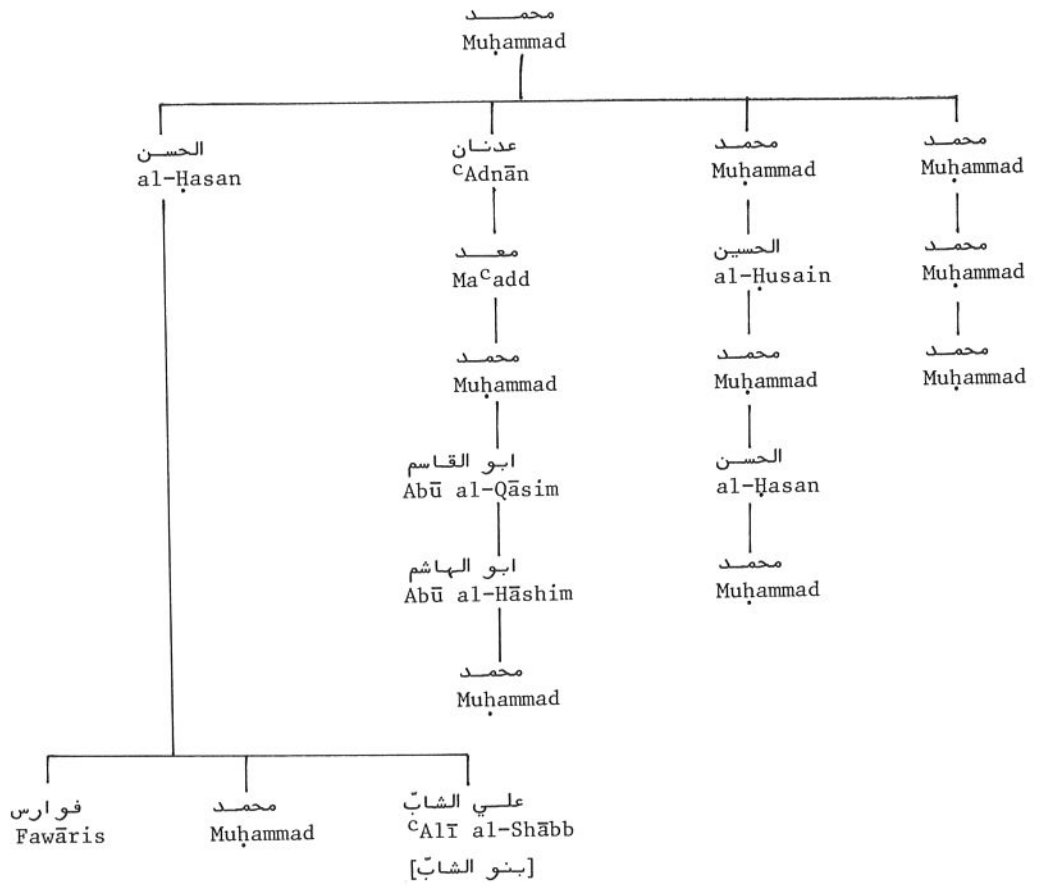 محمد
Muḥammad
الحسن
al-Ḥasan
عدنان
ᶜAdnān
محمد
Muḥammad
محمد
Muḥammad
معد
Maᶜadd
الحسين
al-Ḥusain
محمد
Muḥammad
محمد
Muḥammad
محمد
Muḥammad
محمد
Muḥammad
ابو القاسم
Abū al-Qāsim
الحسن
al-Ḥasan
ابو الهاشم
Abū al-Hāshim
محمد
Muḥammad
محمد
Muḥammad
فوارس
Fawāris
محمد
Muḥammad
علي الشابّ
ᶜAlī al-Shābb
[بنو الشابّ]